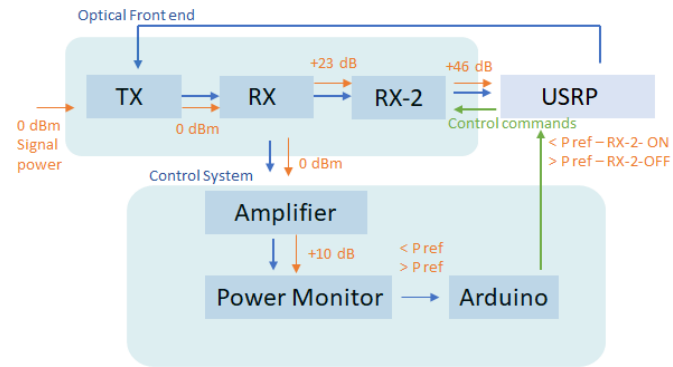 Optical Front end
+23 dB
+46 dB
TX
RX
RX-2
USRP
0 dBm
Signal
power
0 dBm
Control commands
< P ref – RX-2- ON
> P ref – RX-2-OFF
0 dBm
Control System
Amplifier
+10 dB
< P ref
> P ref
Power Monitor
Arduino